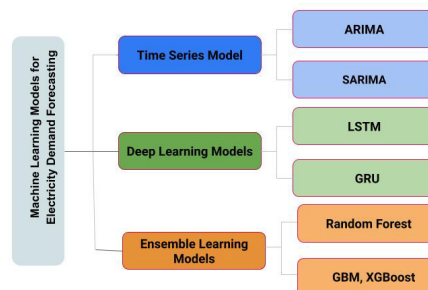 Machine Learning Models for
Electricity Demand Forecasting
Time Series Model
ARIMA
SARIMA
Deep Learning Models
LSTM
GRU
Ensemble Learning
Models
Random Forest
GBM, XGBoost